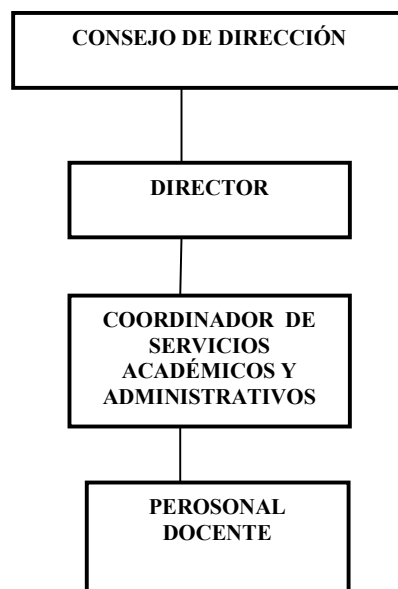 CONSEJO DE DIRECCIÓN
DIRECTOR
COORDINADOR DE
SERVICIOS
ACADÉMICOS Y
ADMINISTRATIVOS
PEROSONAL
DOCENTE